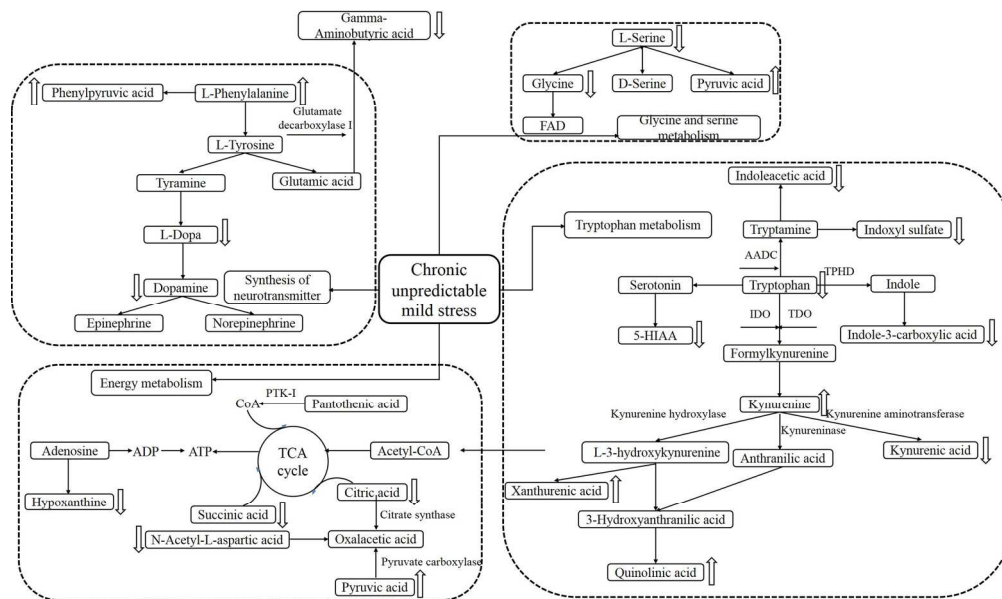 Gamma-
Aminobutyric acid
Phenylpyruvic acid
L-Phenylalanine
Glutamate
decarboxylase I
L-Tyrosine
Tyramine
Glutamic acid
L-Dopa
Dopamine
Synthesis of
neurotransmitter
Epinephrine
Norepinephrine
L-Serine
Glycine
D-Serine
Pyruvic acid
FAD
Glycine and serine
metabolism
Chronic
unpredictable
mild stress
Tryptophan metabolism
Indoleacetic acid
Tryptamine
Indoxyl sulfate
AADC
TPHD
Serotonin
Tryptophan
Indole
IDO
TDO
5-HIAA
Indole-3-carboxylic acid
Formylkynurenine
Kynurenine
Kynurenine hydroxylase
Kynurenine aminotransferase
Kynureninase
L-3-hydroxykynurenine
Anthranilic acid
Kynurenic acid
Xanthurenic acid
3-Hydroxyanthranilic acid
Quinolinic acid
Energy metabolism
PTK-I
CoA
Pantothenic acid
Adenosine
ADP
ATP
TCA
cycle
Acetyl-CoA
Hypoxanthine
Succinic acid
Citric acid
Citrate synthase
N-Acetyl-L-aspartic acid
Oxalacetic acid
Pyruvate carboxylase
Pyruvic acid